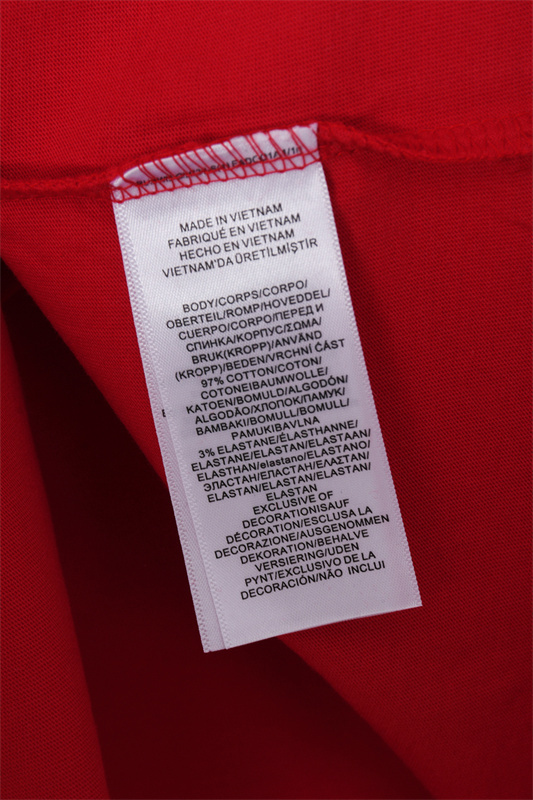 MADE IN VIETNAM
FABRIQUÉ EN VIETNAM
HECHO EN VIETNAM
VIETNAM'DA ÜRETİLMİŞTİR
BODY/CORPS/CORPO/
OBERTEIL/ROMP/HOVEDDEL/
CUERPO/CORPO/ПЕРЕД И
СПИНКА/КОРПУС/ΣΩΜΑ/
BRUK(KROPP)/ANVÄND
(KROPP)/BEDEN/VRCHNÍ ČÁST
97% COTTON/COTON/
COTONE/BAUMWOLLE/
KATOEN/BOMULD/ALGODÓN/
ALGODÃO/ХЛОПОК/ПАМУК/
BAMBAKI/BOMULL/BOMULL/
PAMUK/BAVLNA
3% ELASTANE/ÉLASTHANNE/
ELASTANE/ELASTAN/ELASTAAN/
ELASTHAN/elastano/ELASTANO/
ЭЛАСТАН/ЕЛАСТАН/ΕΛΑΣΤΑΝ/
ELASTAN/ELASTAN/ELASTAN/
ELASTAN
EXCLUSIVE OF
DECORATION/SAUF
DÉCORATION/ESCLUSA LA
DECORAZIONE/AUSGENOMMEN
DEKORATION/BEHALVE
VERSIERING/UDEN
PYNT/EXCLUSIVO DE LA
DECORACIÓN/NÃO INCLUI